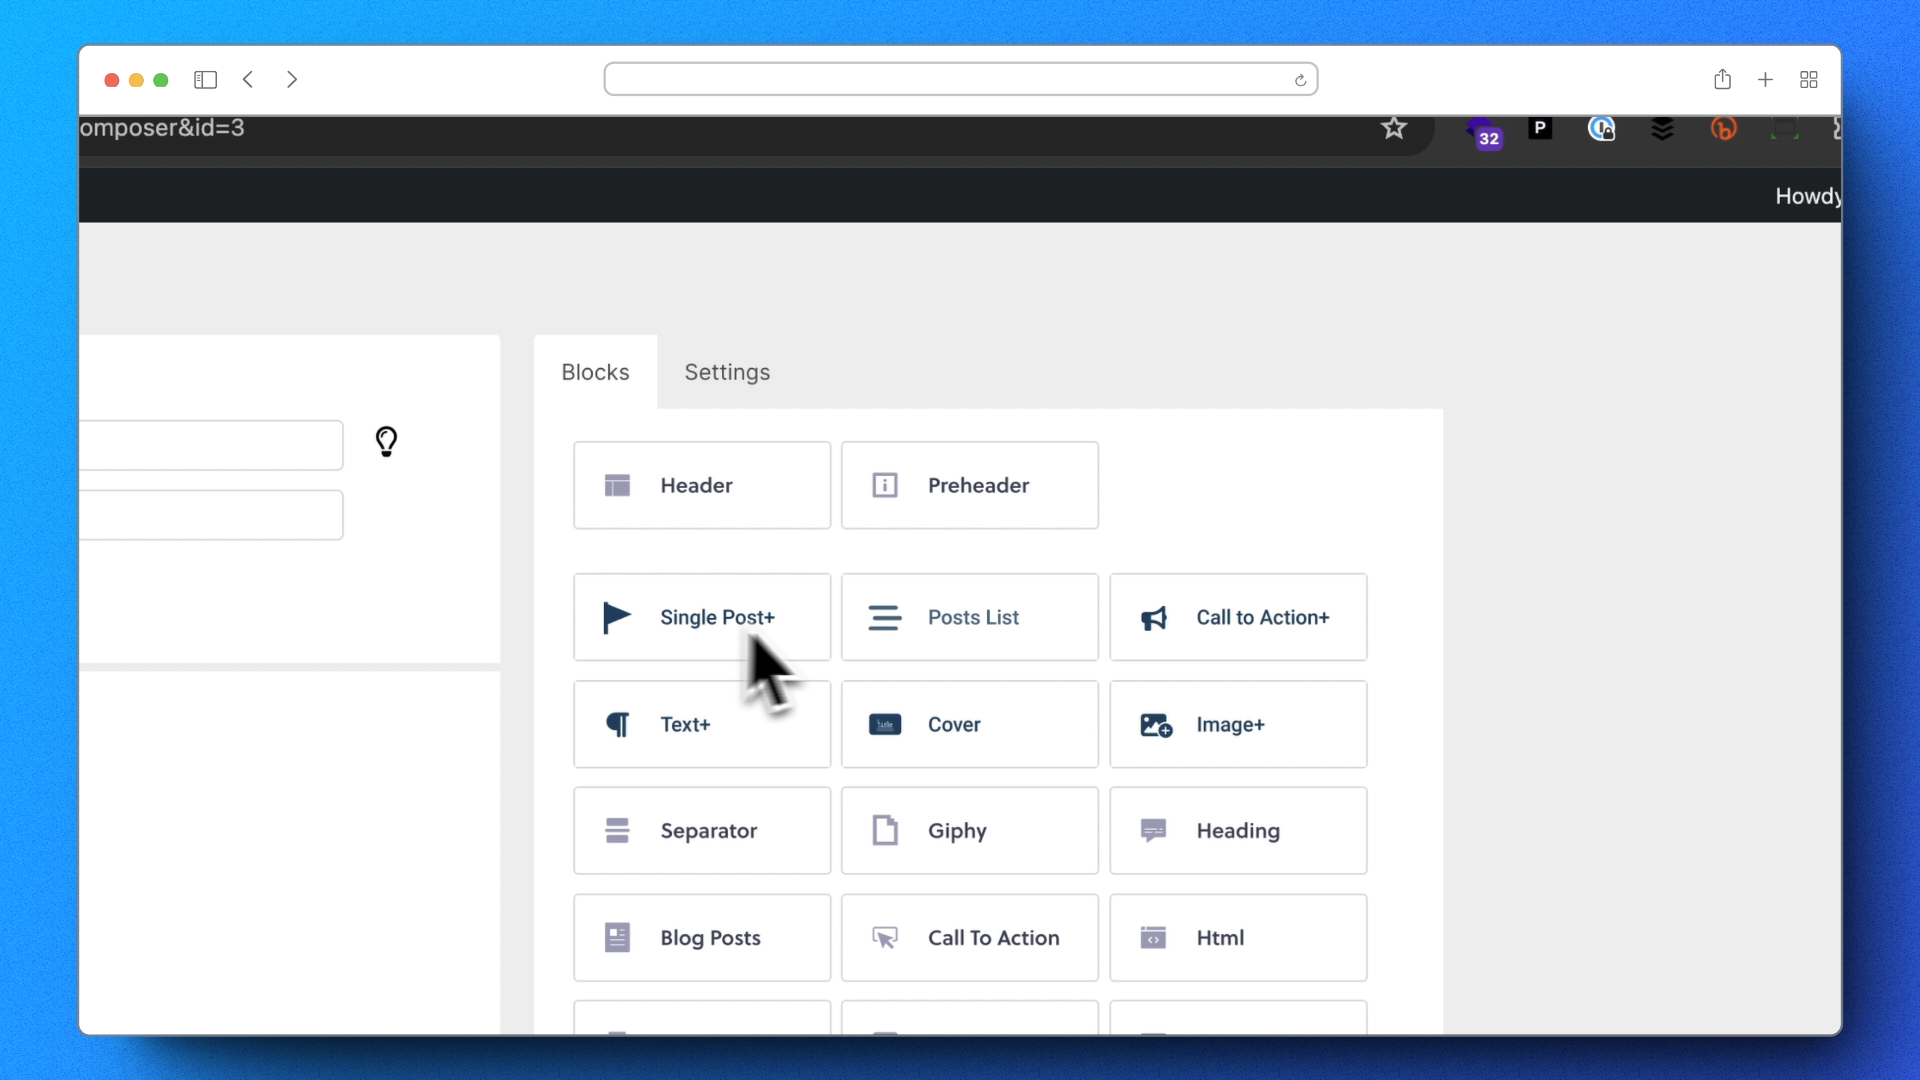 omposer&id=3
32
P
Howdy
Blocks
Settings
Header
Preheader
Single Post+
Posts List
Call to Action+
Text+
Cover
Image+
Separator
Giphy
Heading
Blog Posts
Call To Action
Html